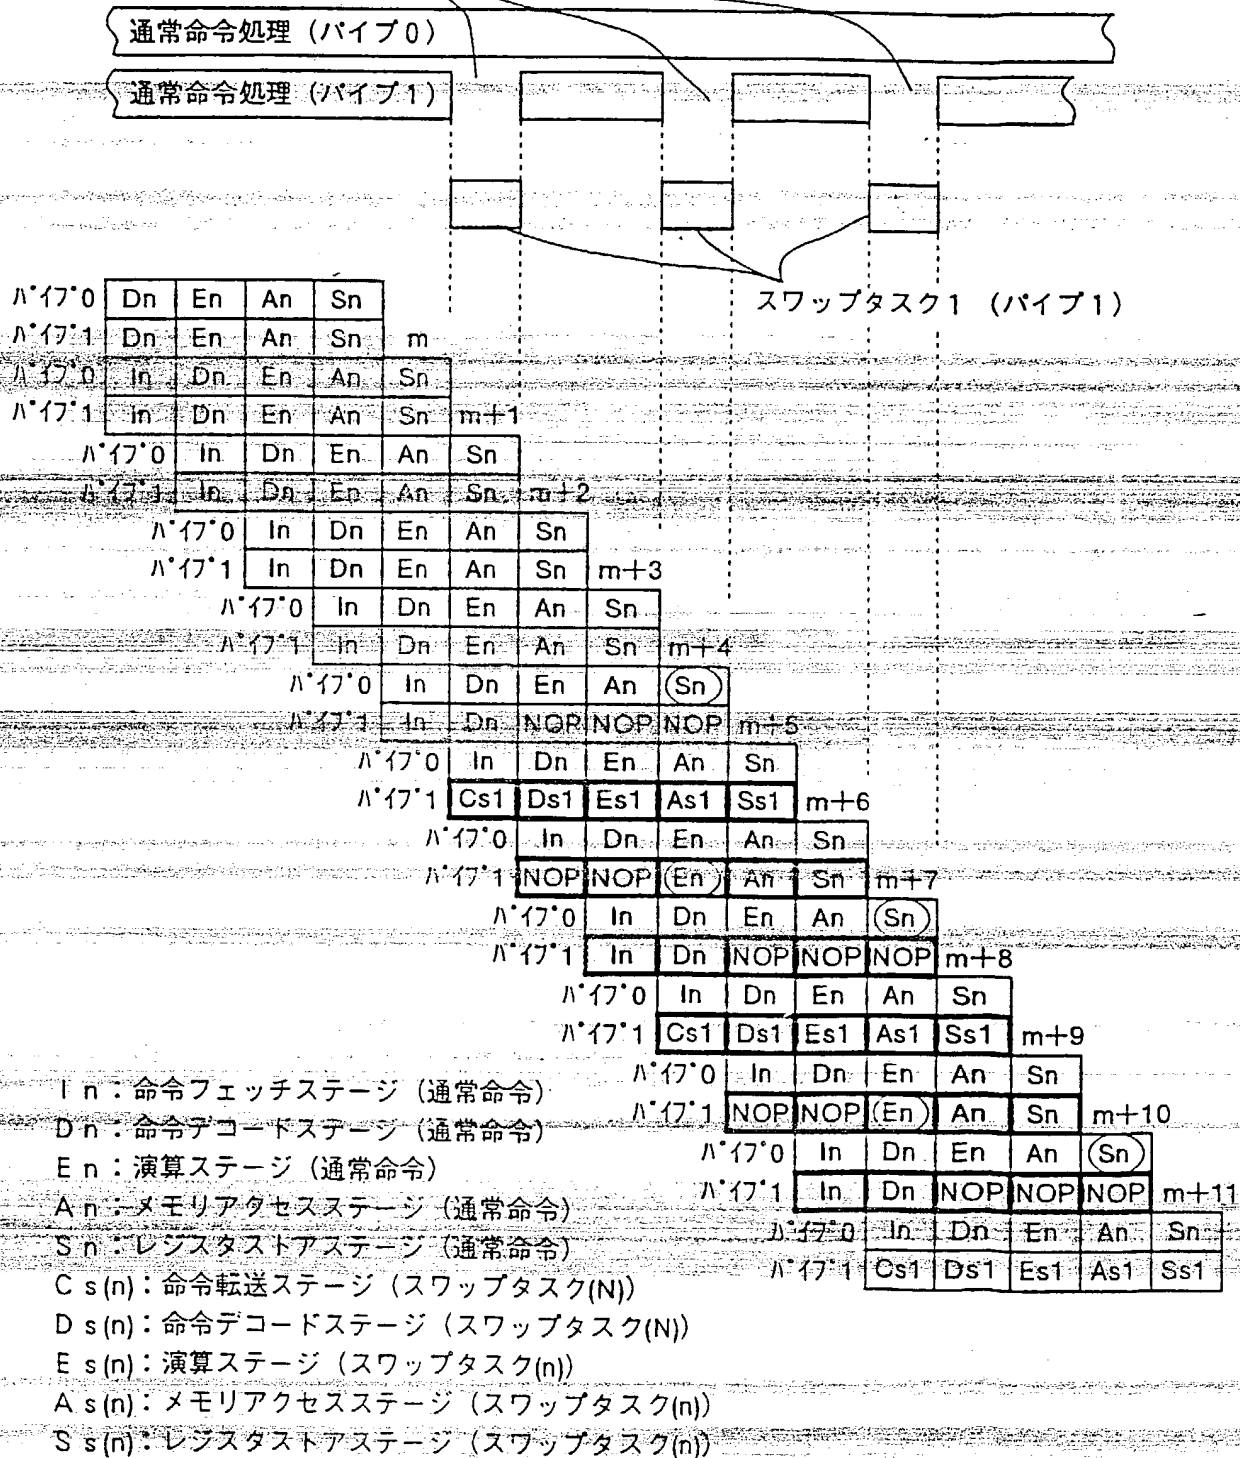 通常命令処理（パイプ0）
通常命令処理（パイプ1）
スワップタスク1（パイプ1）
ﾊﾟｲﾌﾟ0 Dn En An Sn
ﾊﾟｲﾌﾟ1 Dn En An Sn m
ﾊﾟｲﾌﾟ0 In Dn En An Sn
ﾊﾟｲﾌﾟ1 In Dn En An Sn m+1
ﾊﾟｲﾌﾟ0 In Dn En An Sn
ﾊﾟｲﾌﾟ1 In Dn En An Sn m+2
ﾊﾟｲﾌﾟ0 In Dn En An Sn
ﾊﾟｲﾌﾟ1 In Dn En An Sn m+3
ﾊﾟｲﾌﾟ0 In Dn En An Sn
ﾊﾟｲﾌﾟ1 In Dn En An Sn m+4
ﾊﾟｲﾌﾟ0 In Dn En An Sn
ﾊﾟｲﾌﾟ1 In Dn NOP NOP NOP m+5
ﾊﾟｲﾌﾟ0 In Dn En An Sn
ﾊﾟｲﾌﾟ1 Cs1 Ds1 Es1 As1 Ss1 m+6
ﾊﾟｲﾌﾟ0 In Dn En An Sn
ﾊﾟｲﾌﾟ1 NOP NOP En An Sn m+7
ﾊﾟｲﾌﾟ0 In Dn En An Sn
ﾊﾟｲﾌﾟ1 In Dn NOP NOP NOP m+8
ﾊﾟｲﾌﾟ0 In Dn En An Sn
ﾊﾟｲﾌﾟ1 Cs1 Ds1 Es1 As1 Ss1 m+9
ﾊﾟｲﾌﾟ0 In Dn En An Sn
ﾊﾟｲﾌﾟ1 NOP NOP En An Sn m+10
ﾊﾟｲﾌﾟ0 In Dn En An Sn
ﾊﾟｲﾌﾟ1 In Dn NOP NOP NOP m+11
ﾊﾟｲﾌﾟ0 In Dn En An Sn
ﾊﾟｲﾌﾟ1 Cs1 Ds1 Es1 As1 Ss1
In：命令フェッチステージ（通常命令）
Dn：命令デコードステージ（通常命令）
En：演算ステージ（通常命令）
An：メモリアクセスステージ（通常命令）
Sn：レジスタストアステージ（通常命令）
Cs(n)：命令転送ステージ（スワップタスク(N)）
Ds(n)：命令デコードステージ（スワップタスク(N)）
Es(n)：演算ステージ（スワップタスク(n)）
As(n)：メモリアクセスステージ（スワップタスク(n)）
Ss(n)：レジスタストアステージ（スワップタスク(n)）